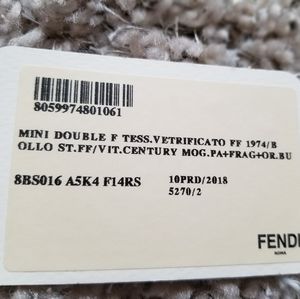 8059974801061
MINI DOUBLE F TESS.VETRIFICATO FF 1974/B
OLLO ST.FF/VIT.CENTURY MOG.PA+FRAG+OR.BU
8BS016 A5K4 F14RS 10PRD/2018
5270/2
FENDI
ROMA